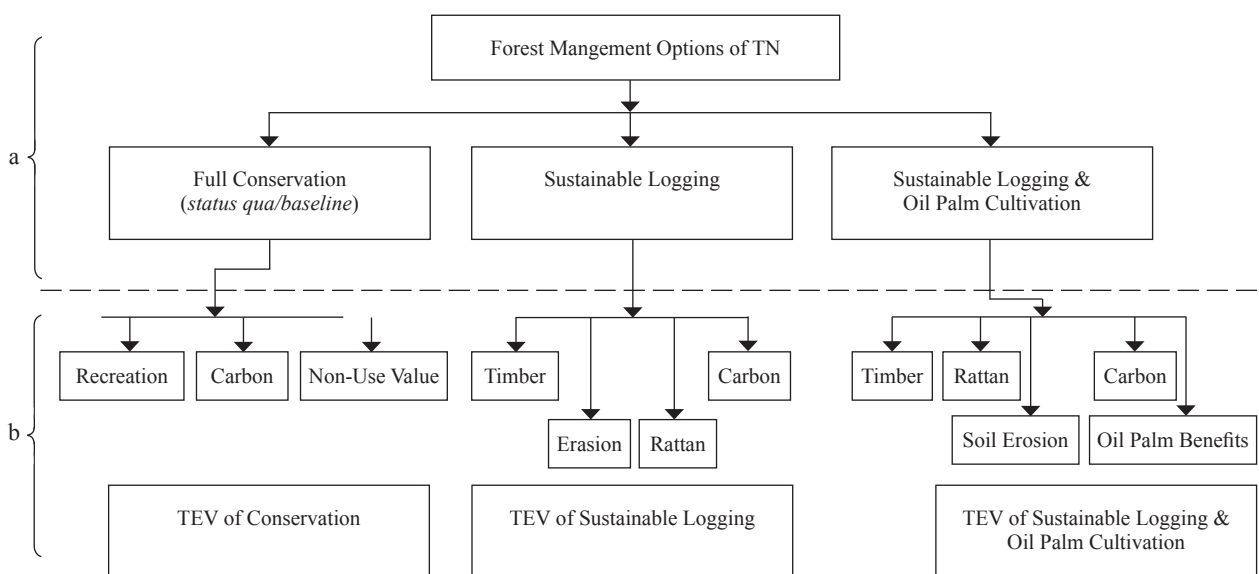 Forest Mangement Options of TN
a
Full Conservation
(status qua/baseline)
Sustainable Logging
Sustainable Logging &
Oil Palm Cultivation
b
Recreation
Carbon
Non-Use Value
Timber
Erasion
Rattan
Carbon
Timber
Rattan
Soil Erosion
Carbon
Oil Palm Benefits
TEV of Conservation
TEV of Sustainable Logging
TEV of Sustainable Logging &
Oil Palm Cultivation